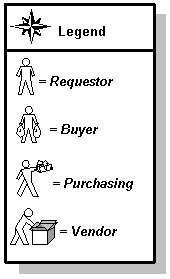 Legend
= Requestor
= Buyer
= Purchasing
= Vendor